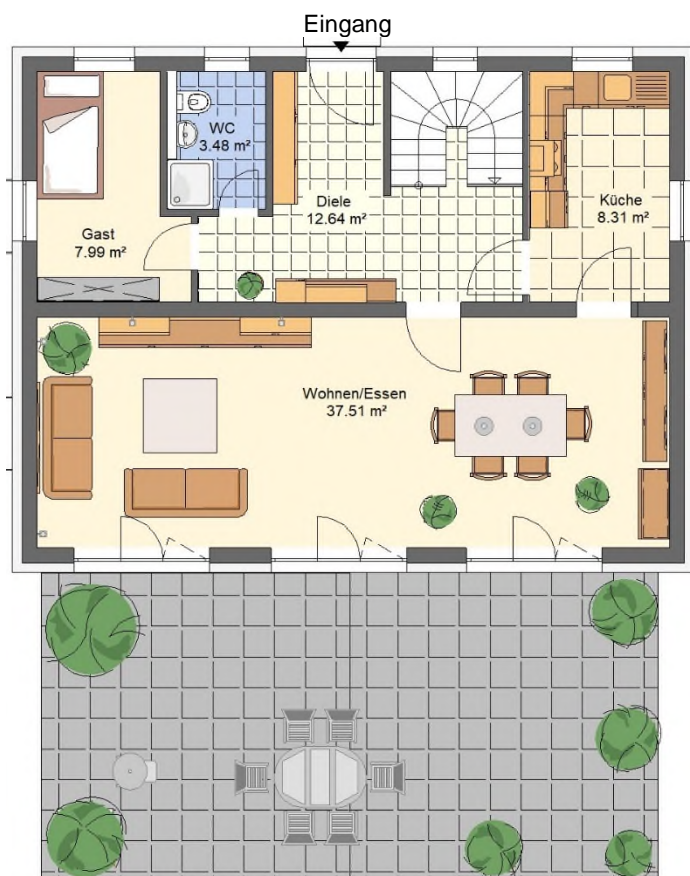 Eingang
WC
3.48 m²
Diele
12.64 m²
Küche
8.31 m²
Gast
7.99 m²
Wohnen/Essen
37.51 m²